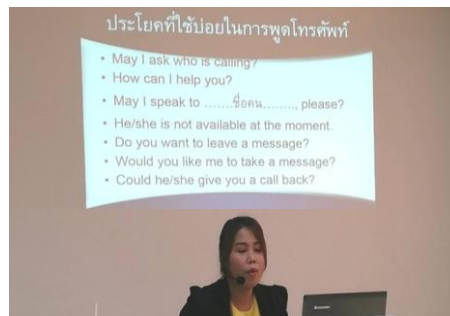 ประโยคที่ใช้บ่อยในการพูดโทรศัพท์
• May I ask who is calling?
• How can I help you?
• May I speak to .......ชื่อคน........, please?
• He/she is not available at the moment.
• Do you want to leave a message?
• Would you like me to take a message?
• Could he/she give you a call back?